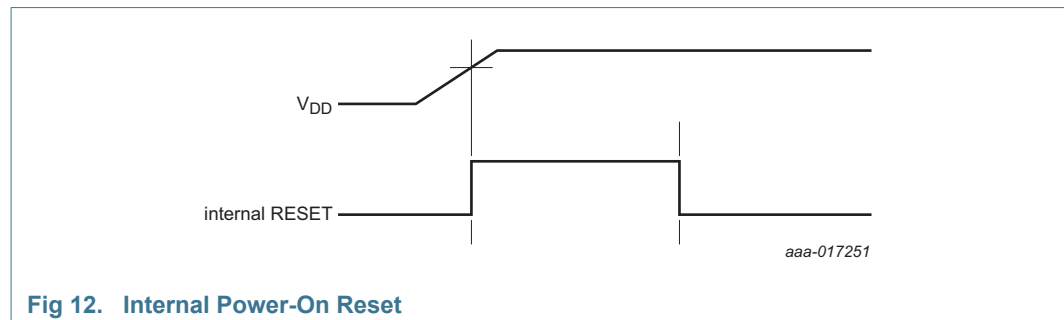 VDD
internal RESET
aaa-017251
Fig 12. Internal Power-On Reset